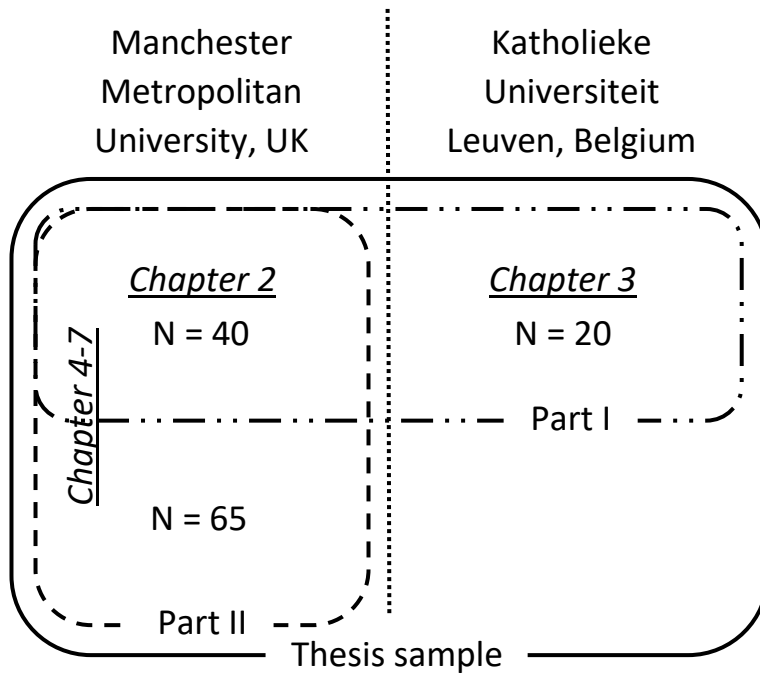 Manchester
Metropolitan
University, UK
Katholieke
Universiteit
Leuven, Belgium
Chapter 2
N = 40
Chapter 3
N = 20
Chapter 4-7
Part I
N = 65
Part II
Thesis sample